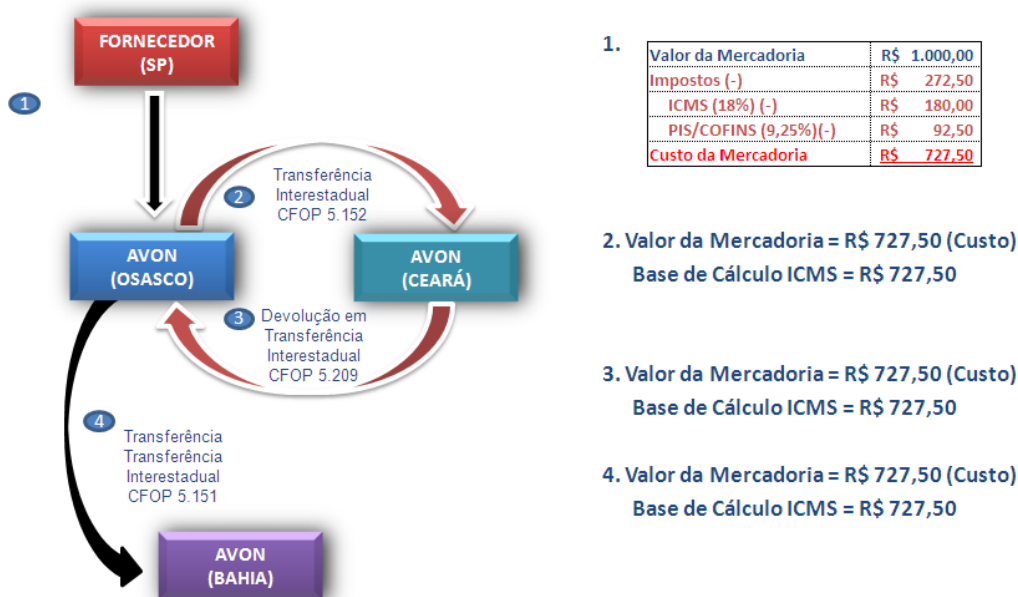 FORNECEDOR
(SP)
1
2
Transferência
Interestadual
CFOP 5.152
AVON
(OSASCO)
AVON
(CEARÁ)
3
Devolução em
Transferência
Interestadual
CFOP 5.209
4
Transferência
Transferência
Interestadual
CFOP 5.151
AVON
(BAHIA)
1.
Valor da Mercadoria R$ 1.000,00
Impostos (-) R$ 272,50
ICMS (18%) (-) R$ 180,00
PIS/COFINS (9,25%)(-) R$ 92,50
Custo da Mercadoria R$ 727,50
2. Valor da Mercadoria = R$ 727,50 (Custo)
Base de Cálculo ICMS = R$ 727,50
3. Valor da Mercadoria = R$ 727,50 (Custo)
Base de Cálculo ICMS = R$ 727,50
4. Valor da Mercadoria = R$ 727,50 (Custo)
Base de Cálculo ICMS = R$ 727,50